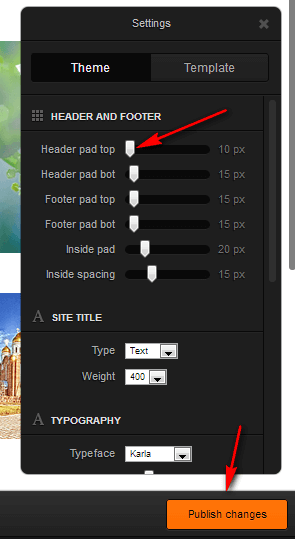 Settings
Theme Template
HEADER AND FOOTER
Header pad top 10 px
Header pad bot 15 px
Footer pad top 15 px
Footer pad bot 15 px
Inside pad 20 px
Inside spacing 15 px
A SITE TITLE
Type Text
Weight 400
A TYPOGRAPHY
Typeface Karla
Publish changes